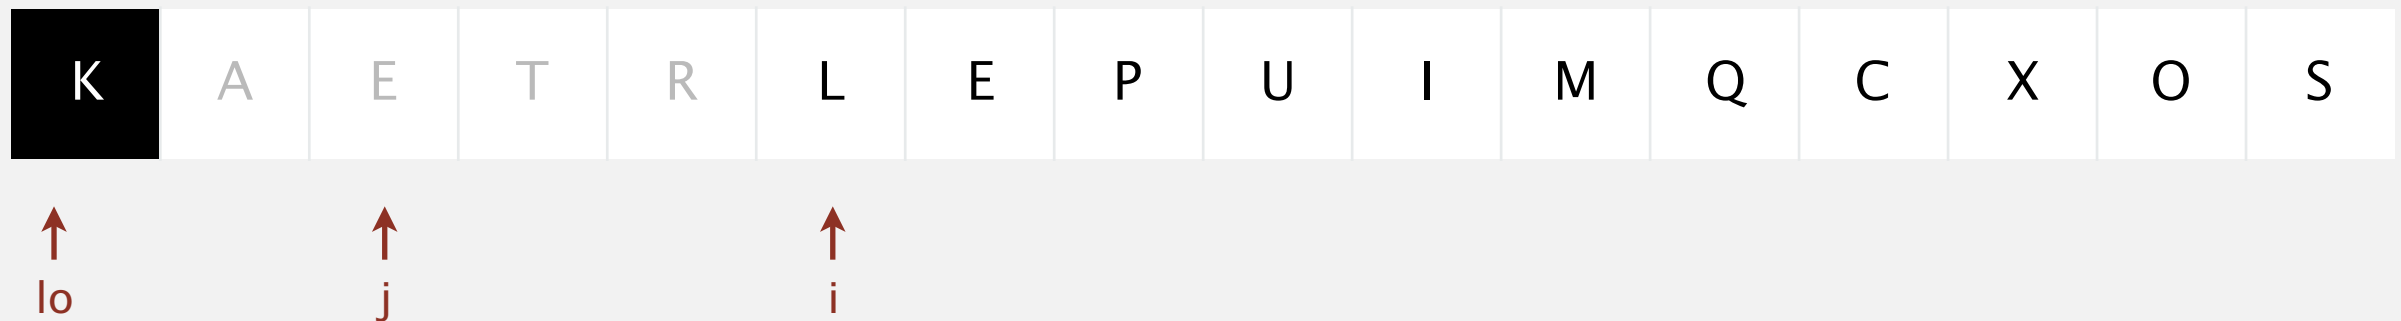 K A E T R L E P U I M Q C X O S
lo j i